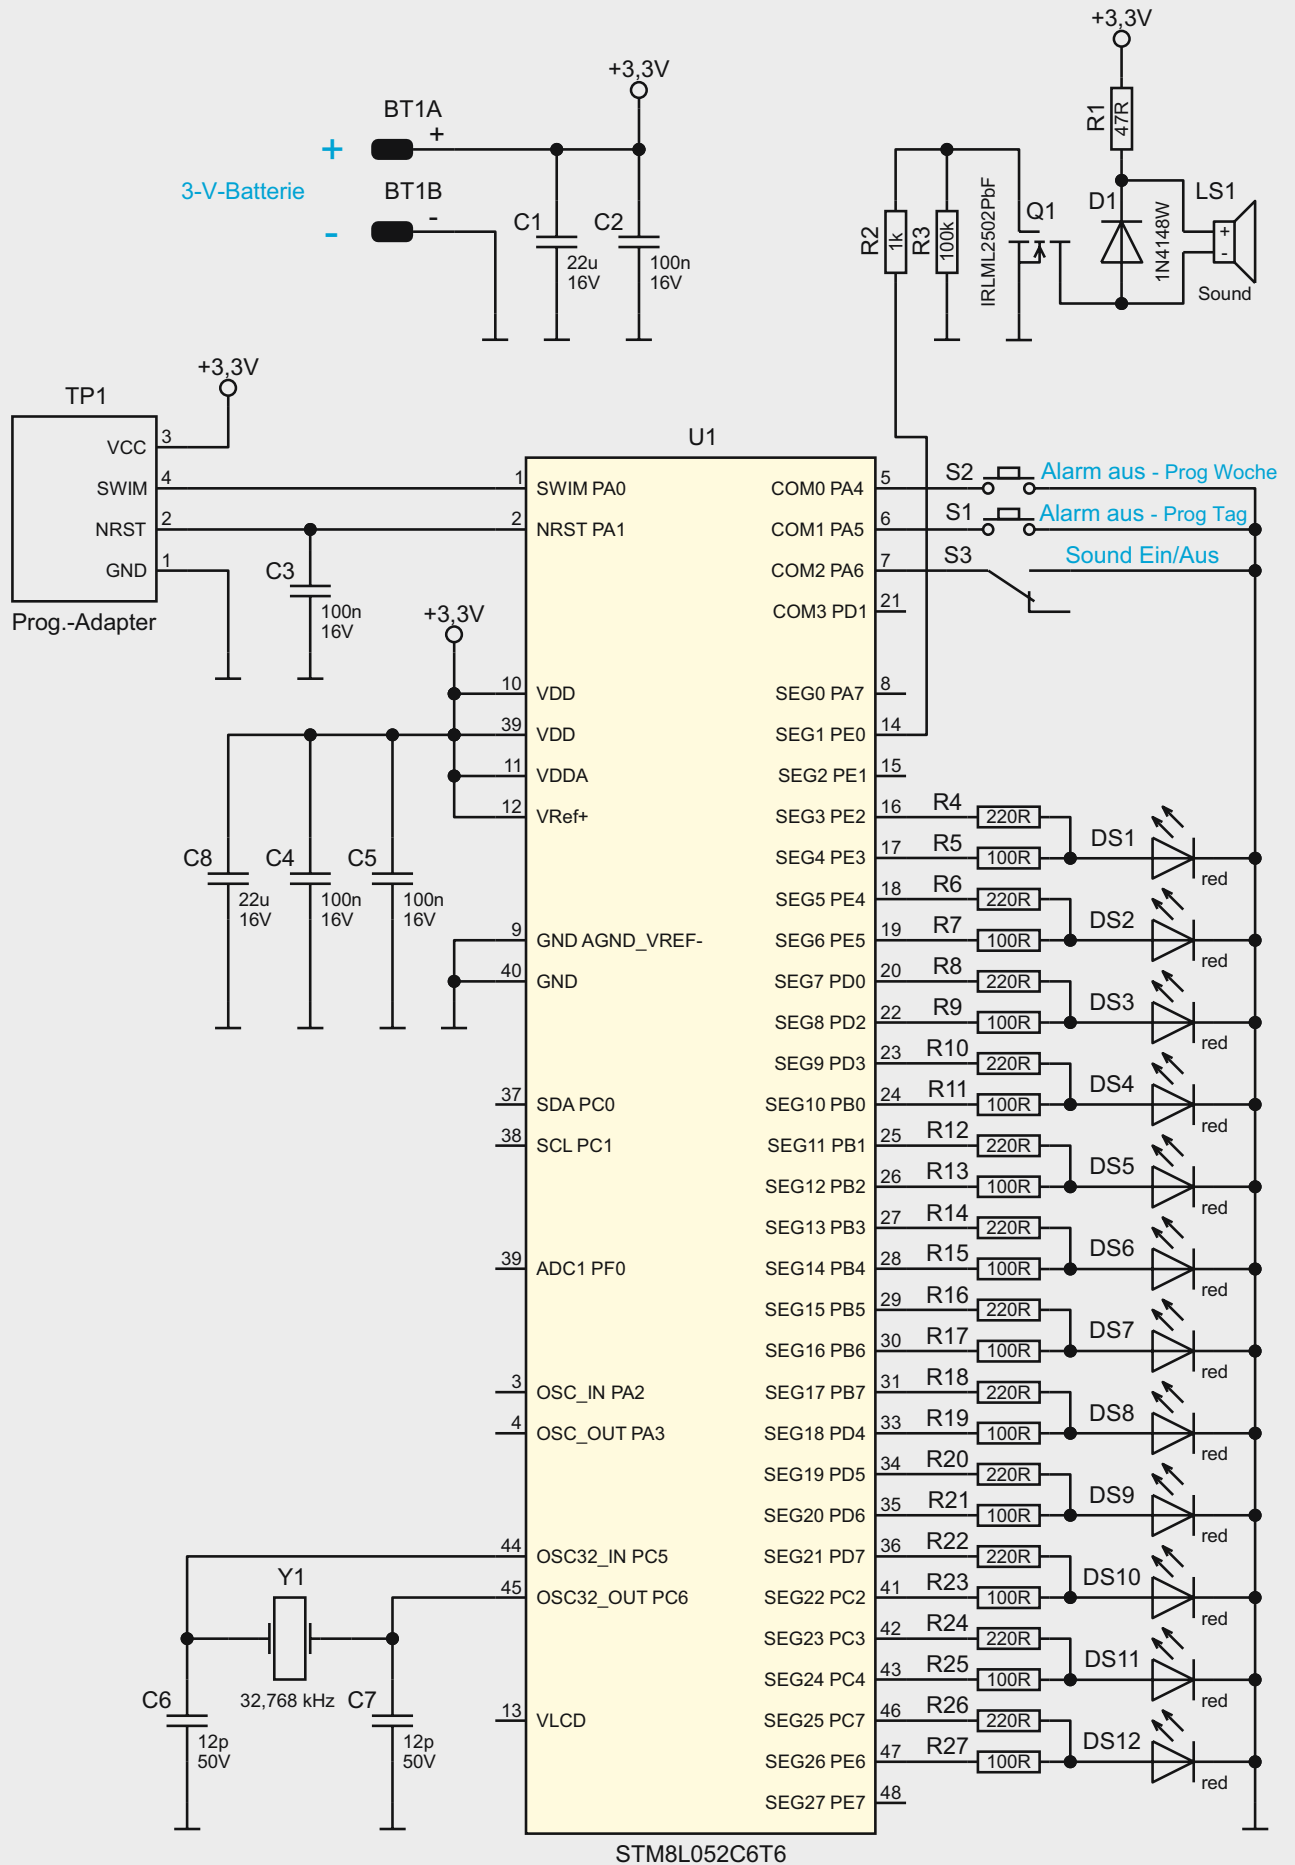 +3,3V
R1
47R
+3,3V
BT1A
+
+
3-V-Batterie
BT1B
-
-
C1
22u
16V
C2
100n
16V
R2
1k
R3
100k
IRLML2502PbF
Q1
D1
1N4148W
LS1
+
-
Sound
+3,3V
TP1
VCC 3
SWIM 4
NRST 2
GND 1
Prog.-Adapter
C3
100n
16V
+3,3V
U1
1 SWIM PA0
2 NRST PA1
10 VDD
39 VDD
11 VDDA
12 VRef+
C8
22u
16V
C4
100n
16V
C5
100n
16V
9 GND AGND_VREF-
40 GND
37 SDA PC0
38 SCL PC1
39 ADC1 PF0
3 OSC_IN PA2
4 OSC_OUT PA3
44 OSC32_IN PC5
45 OSC32_OUT PC6
Y1
32,768 kHz
C6
12p
50V
C7
12p
50V
13 VLCD
COM0 PA4 5 S2 Alarm aus - Prog Woche
COM1 PA5 6 S1 Alarm aus - Prog Tag
COM2 PA6 7 S3 Sound Ein/Aus
COM3 PD1 21
SEG0 PA7 8
SEG1 PE0 14
SEG2 PE1 15
SEG3 PE2 16 R4 220R
SEG4 PE3 17 R5 100R DS1 red
SEG5 PE4 18 R6 220R
SEG6 PE5 19 R7 100R DS2 red
SEG7 PD0 20 R8 220R
SEG8 PD2 22 R9 100R DS3 red
SEG9 PD3 23 R10 220R
SEG10 PB0 24 R11 100R DS4 red
SEG11 PB1 25 R12 220R
SEG12 PB2 26 R13 100R DS5 red
SEG13 PB3 27 R14 220R
SEG14 PB4 28 R15 100R DS6 red
SEG15 PB5 29 R16 220R
SEG16 PB6 30 R17 100R DS7 red
SEG17 PB7 31 R18 220R
SEG18 PD4 33 R19 100R DS8 red
SEG19 PD5 34 R20 220R
SEG20 PD6 35 R21 100R DS9 red
SEG21 PD7 36 R22 220R
SEG22 PC2 41 R23 100R DS10 red
SEG23 PC3 42 R24 220R
SEG24 PC4 43 R25 100R DS11 red
SEG25 PC7 46 R26 220R
SEG26 PE6 47 R27 100R DS12 red
SEG27 PE7 48
STM8L052C6T6